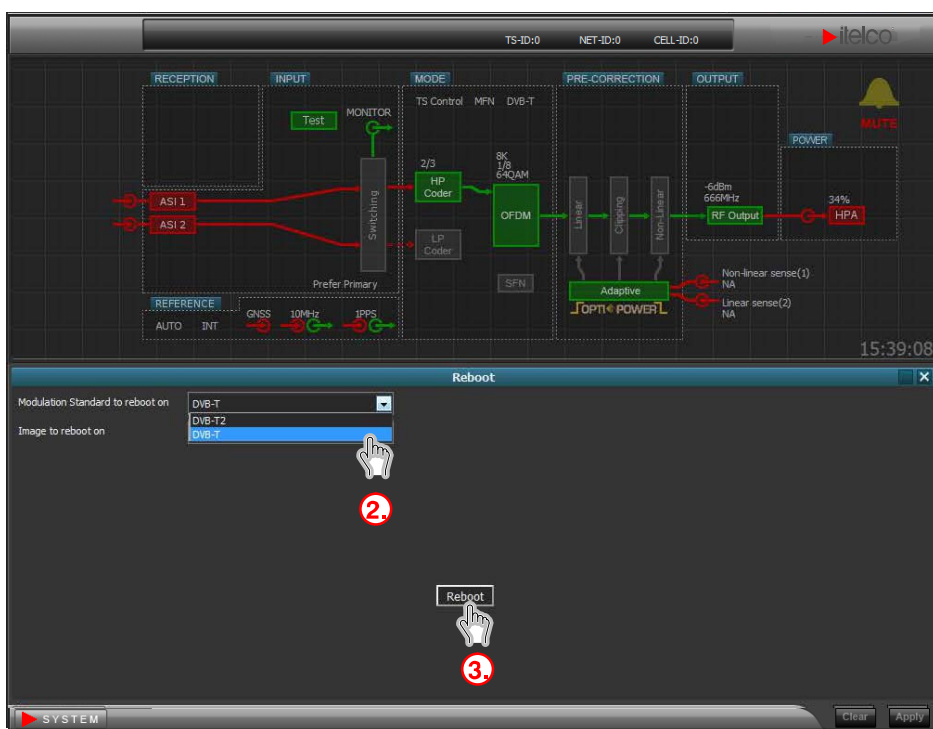 TS-ID:0 NET-ID:0 CELL-ID:0
itelco
RECEPTION INPUT MODE PRE-CORRECTION OUTPUT
TS Control MFN DVB-T
Test
MONITOR
MUTE
POWER
2/3
8K
1/8
64QAM
HP
Coder
OFDM
ASI 1
ASI 2
Switching
LP
Coder
SFN
Linear
Clipping
Non-Linear
-6dBm
666MHz
RF Output
34%
HPA
Prefer Primary
Adaptive
OPTI POWER
Non-linear sense(1)
NA
Linear sense(2)
NA
REFERENCE
AUTO INT
GNSS 10MHz 1PPS
15:39:08
Reboot
Modulation Standard to reboot on DVB-T
DVB-T2
DVB-T
Image to reboot on
2.
Reboot
3.
SYSTEM
Clear Apply